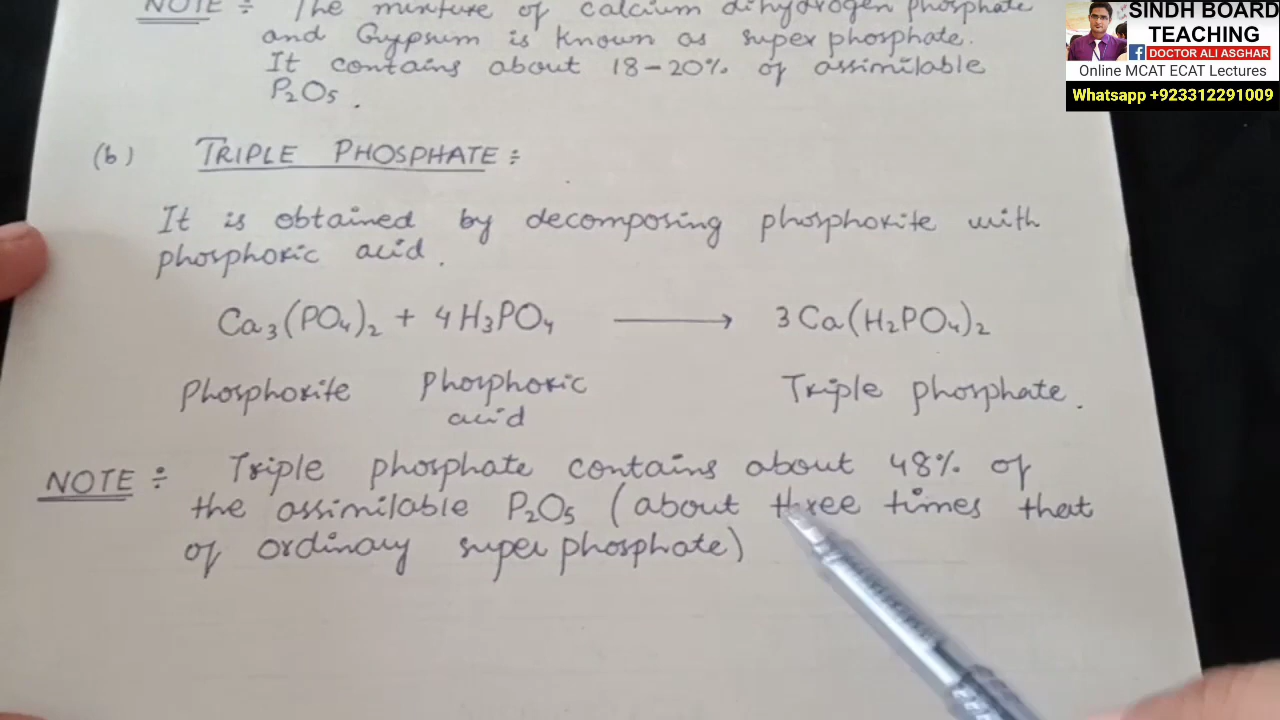 NOTE ÷ The mixture of calcium dihydrogen phosphate
and Gypsum is known as super phosphate.
It contains about 18-20% of assimilable
P₂O₅.
(b) TRIPLE PHOSPHATE ÷
It is obtained by decomposing phosphorite with
phosphoric acid.
Ca₃(PO₄)₂ + 4H₃PO₄ ⟶ 3Ca(H₂PO₄)₂
Phosphorite Phosphoric acid Triple phosphate.
NOTE ÷ Triple phosphate contains about 48% of
the assimilable P₂O₅ (about three times that
of ordinary super phosphate)
SINDH BOARD
TEACHING
f DOCTOR ALI ASGHAR
Online MCAT ECAT Lectures
Whatsapp +923312291009